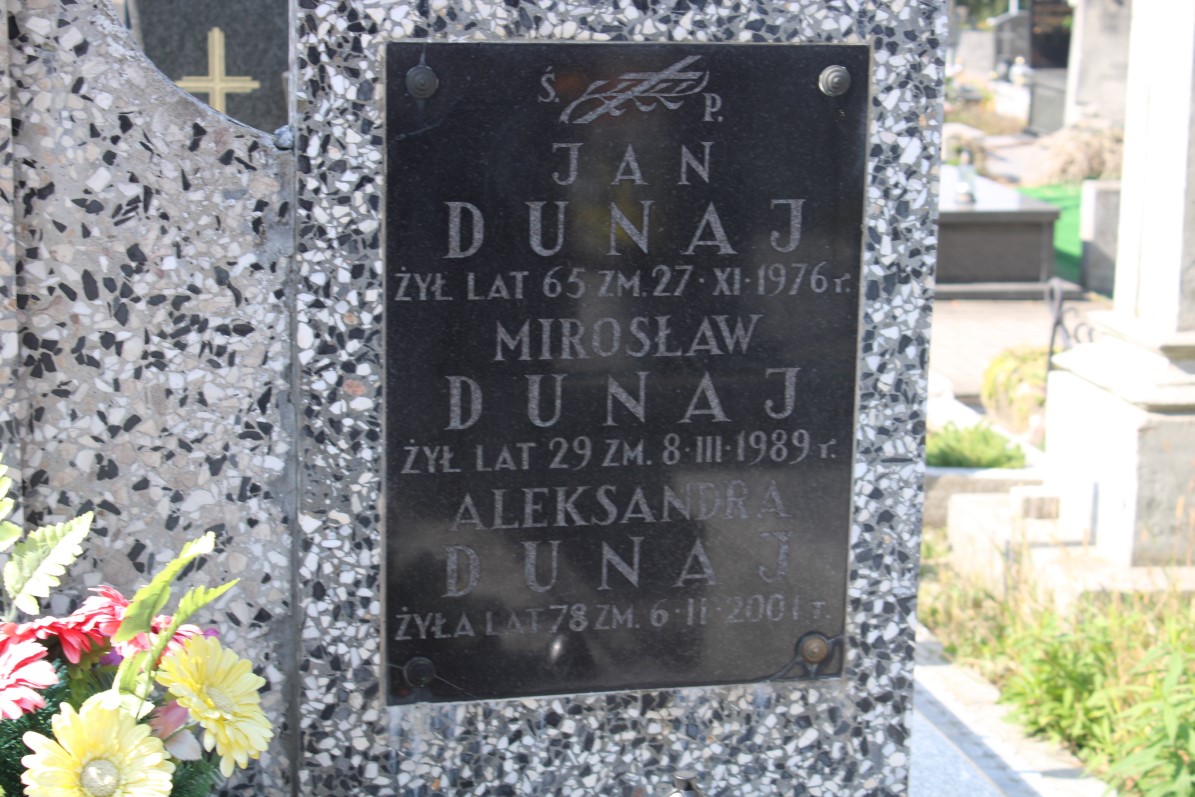 Ś. P.
JAN
DUNAJ
ŻYŁ LAT 65 ZM. 27·XI·1976 r.
MIROSŁAW
DUNAJ
ŻYŁ LAT 29 ZM. 8·III·1989 r.
ALEKSANDRA
DUNAJ
ŻYŁA LAT 78 ZM. 6·II·2001 r.